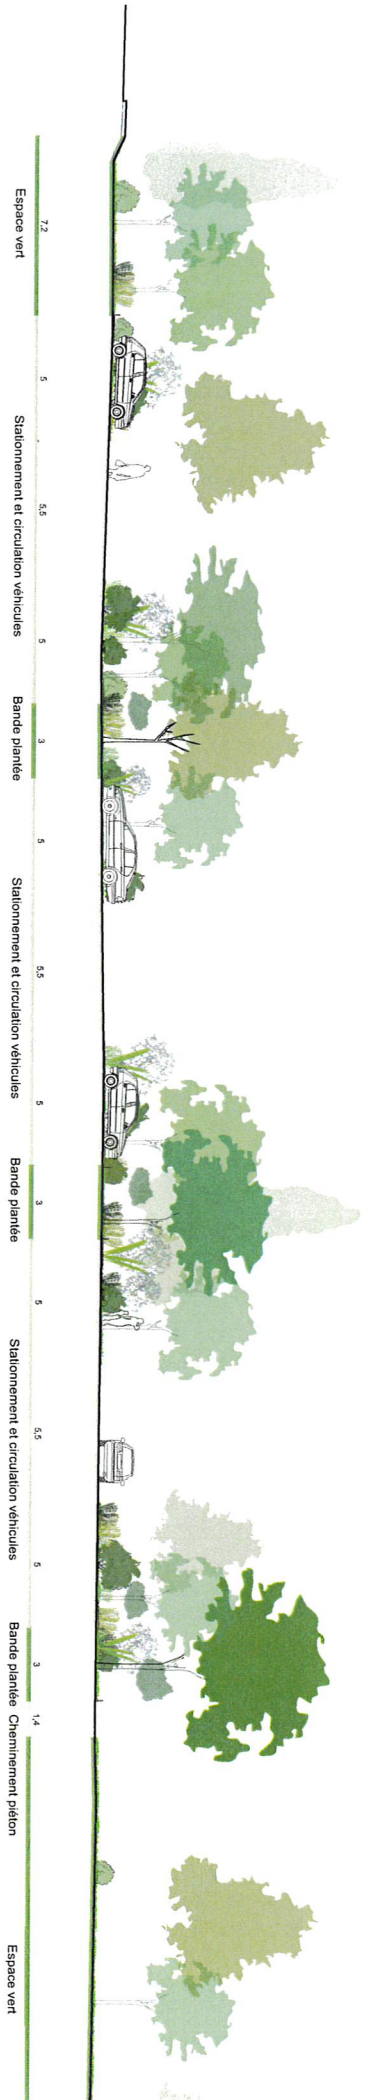 7,2
5
5,5
5
3
5
5,5
5
3
5
5,5
5
3
1,4
Espace vert
Stationnement et circulation véhicules
Bande plantée
Stationnement et circulation véhicules
Bande plantée
Stationnement et circulation véhicules
Bande plantée
Cheminement piéton
Espace vert